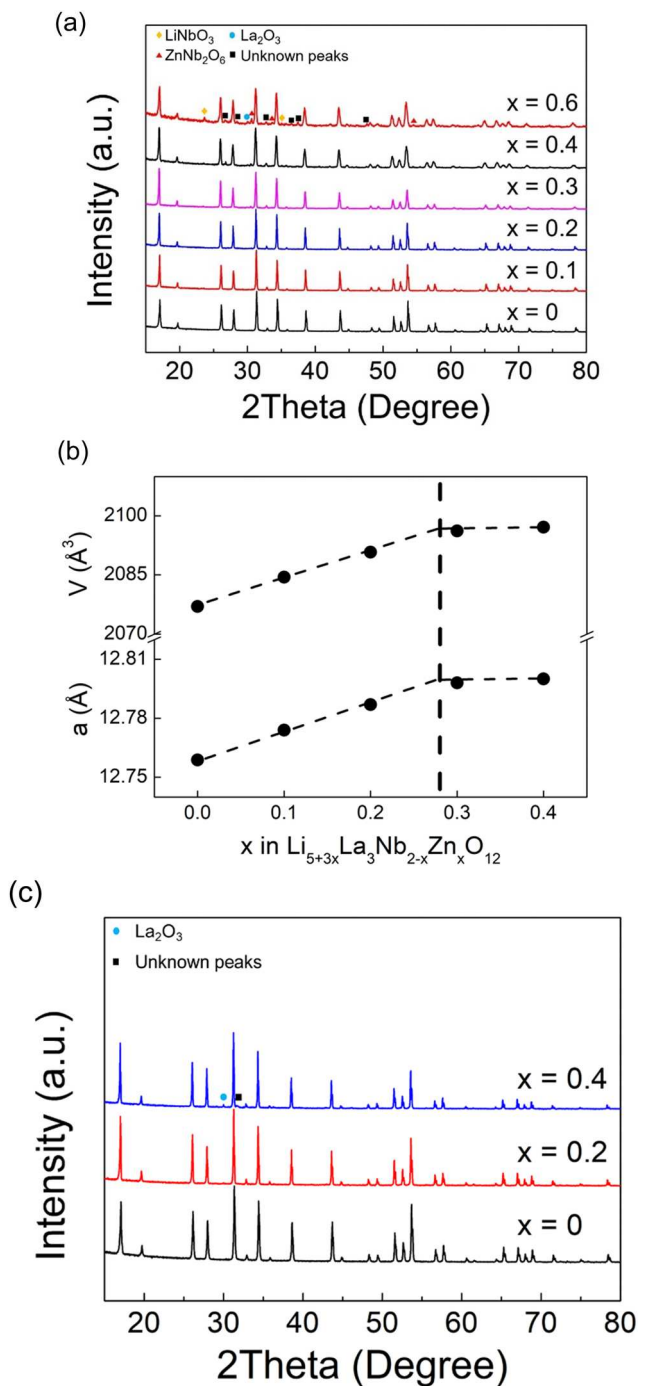 (a)
LiNbO₃ La₂O₃
ZnNb₂O₆ Unknown peaks
x = 0.6
x = 0.4
x = 0.3
x = 0.2
x = 0.1
x = 0
Intensity (a.u.)
20 30 40 50 60 70 80
2Theta (Degree)
(b)
2100
2085
2070
V (Å³)
12.81
12.78
12.75
a (Å)
0.0 0.1 0.2 0.3 0.4
x in Li₅₊₃ₓLa₃Nb₂₋ₓZnₓO₁₂
(c)
La₂O₃
Unknown peaks
x = 0.4
x = 0.2
x = 0
Intensity (a.u.)
20 30 40 50 60 70 80
2Theta (Degree)